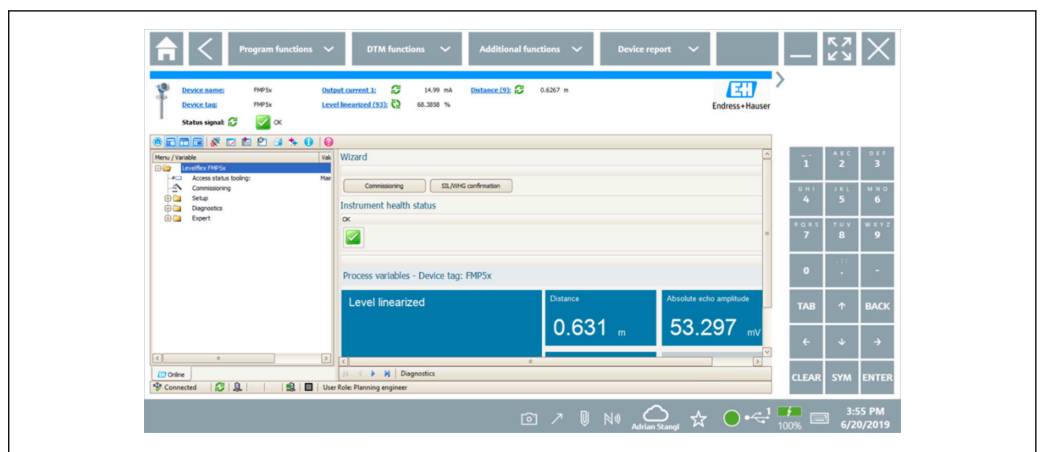 Program functions
DTM functions
Additional functions
Device report
Device name: FMP5x Output current 1: 14.99 mA Distance (9): 0.6267 m
Device tag: FMP5x Level linearized (93): 68.3858 %
Status signal: OK
EH
Endress+Hauser
Menu / Variable Valu
Levelflex FMP5x
Access status tooling: Mair
Commissioning
Setup
Diagnostics
Expert
Online
Wizard
Commissioning SIL/WHG confirmation
Instrument health status
OK
Process variables - Device tag: FMP5x
Level linearized
Distance
0.631 m
Absolute echo amplitude
53.297 mV
Diagnostics
Connected User Role: Planning engineer
1 ABC 2 DEF 3
GHI 4 JKL 5 MNO 6
PQRS 7 TUV 8 WXYZ 9
0 . -
TAB ↑ BACK
← ↓ →
CLEAR SYM ENTER
Adrian Stangl
1
100%
3:55 PM
6/20/2019